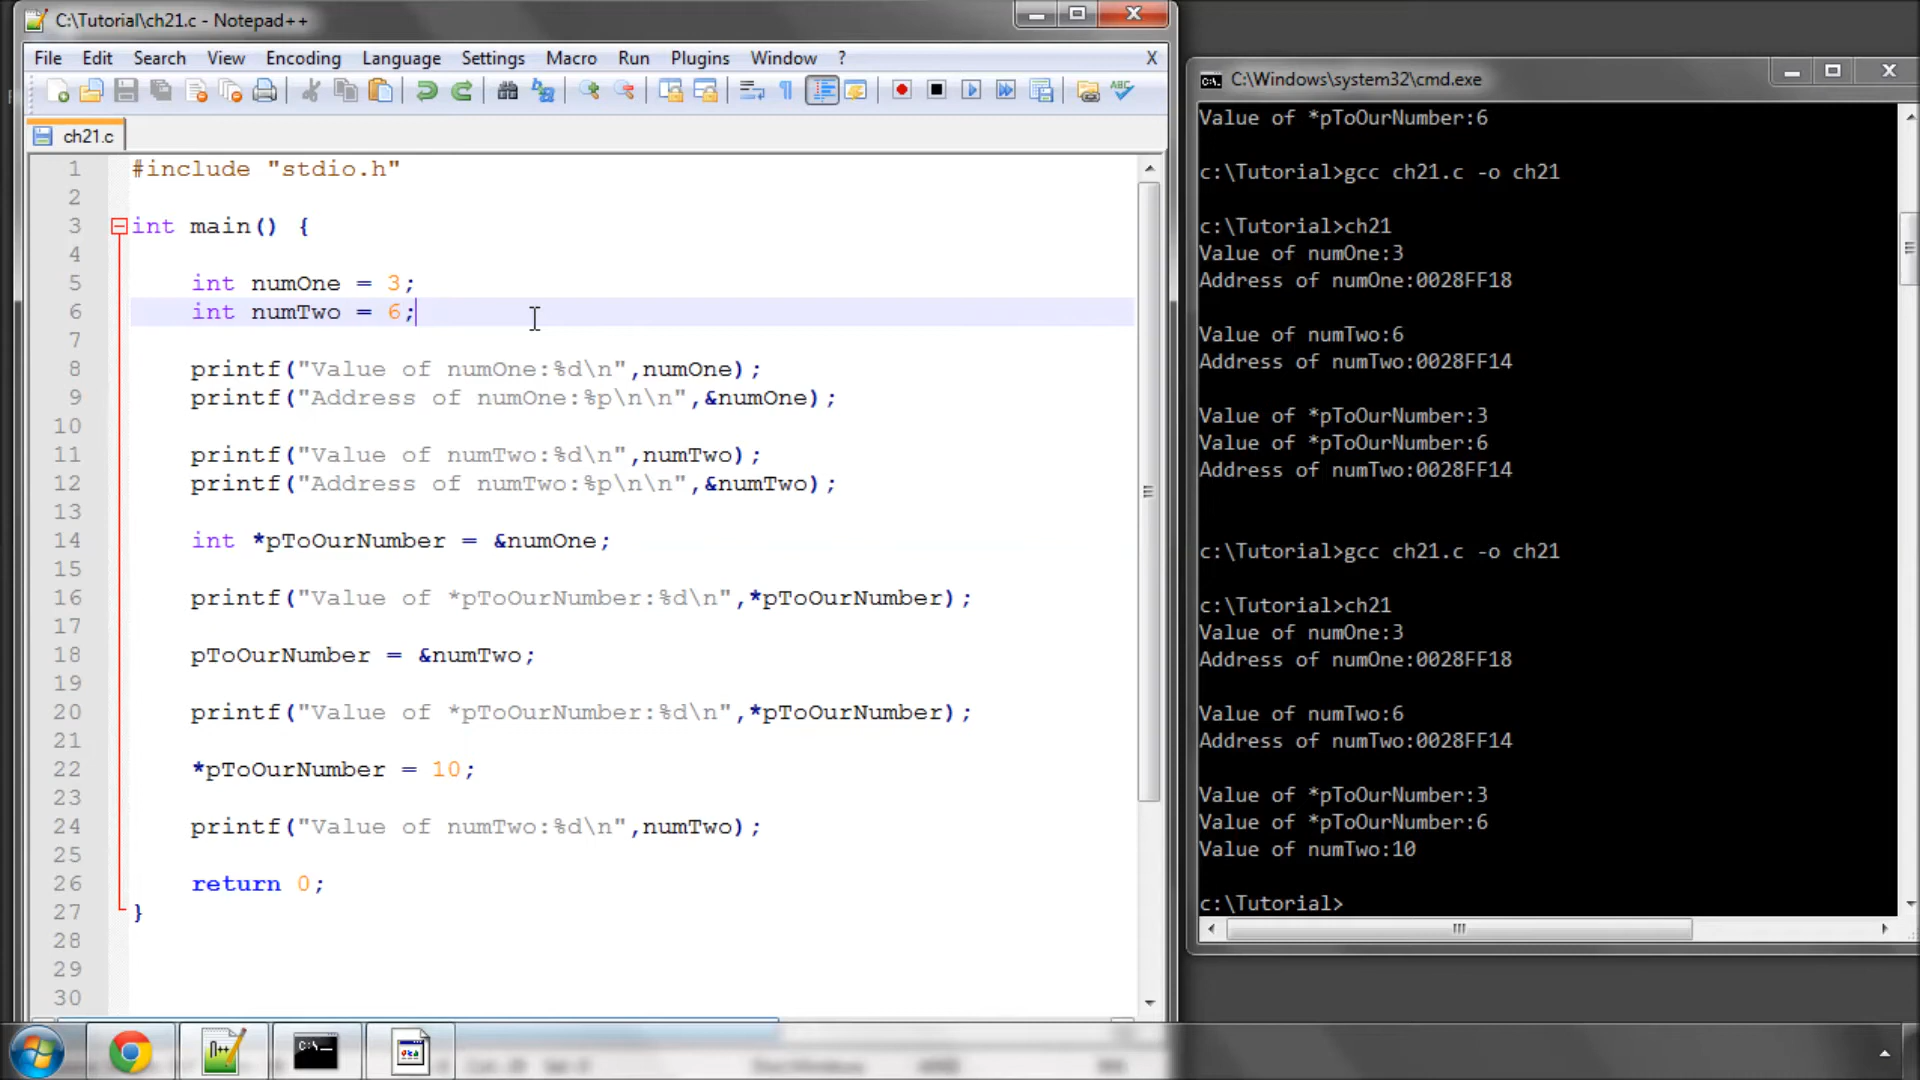 C:\Tutorial\ch21.c - Notepad++
File Edit Search View Encoding Language Settings Macro Run Plugins Window ? X
ch21.c
1 #include "stdio.h"
2
3 int main() {
4
5 int numOne = 3;
6 int numTwo = 6;
7
8 printf("Value of numOne:%d\n",numOne);
9 printf("Address of numOne:%p\n\n",&numOne);
10
11 printf("Value of numTwo:%d\n",numTwo);
12 printf("Address of numTwo:%p\n\n",&numTwo);
13
14 int *pToOurNumber = &numOne;
15
16 printf("Value of *pToOurNumber:%d\n",*pToOurNumber);
17
18 pToOurNumber = &numTwo;
19
20 printf("Value of *pToOurNumber:%d\n",*pToOurNumber);
21
22 *pToOurNumber = 10;
23
24 printf("Value of numTwo:%d\n",numTwo);
25
26 return 0;
27 }
28
29
30
C:\Windows\system32\cmd.exe
Value of *pToOurNumber:6
c:\Tutorial>gcc ch21.c -o ch21
c:\Tutorial>ch21
Value of numOne:3
Address of numOne:0028FF18
Value of numTwo:6
Address of numTwo:0028FF14
Value of *pToOurNumber:3
Value of *pToOurNumber:6
Address of numTwo:0028FF14
c:\Tutorial>gcc ch21.c -o ch21
c:\Tutorial>ch21
Value of numOne:3
Address of numOne:0028FF18
Value of numTwo:6
Address of numTwo:0028FF14
Value of *pToOurNumber:3
Value of *pToOurNumber:6
Value of numTwo:10
c:\Tutorial>